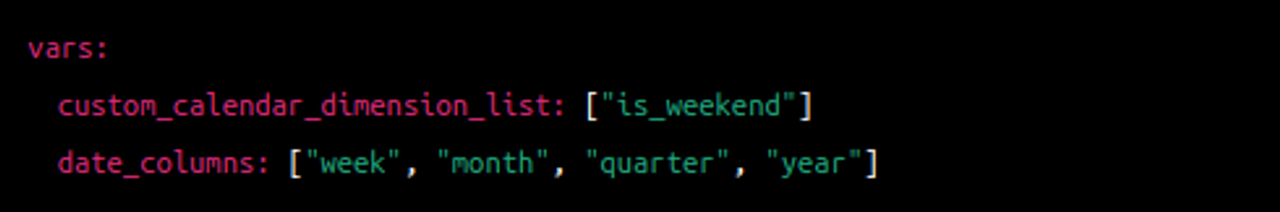 vars:
  custom_calendar_dimension_list: ["is_weekend"]
  date_columns: ["week", "month", "quarter", "year"]